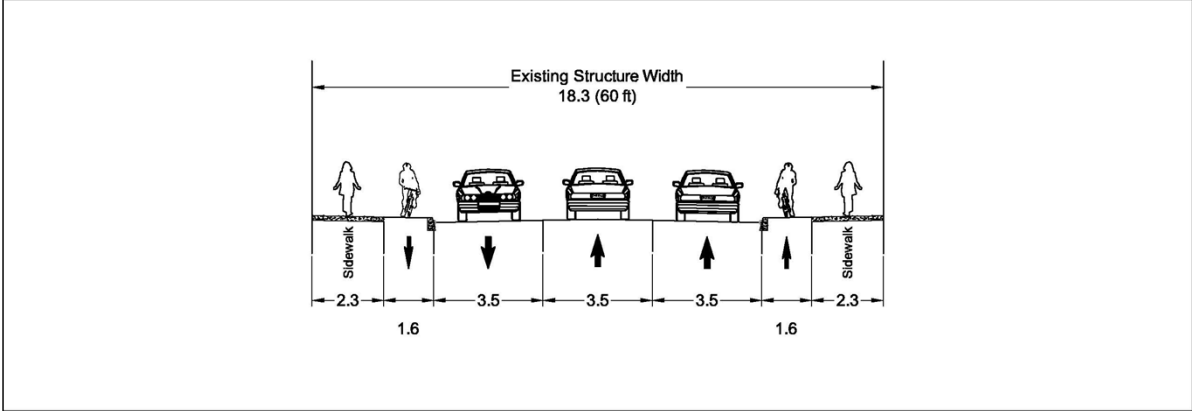 Existing Structure Width
18.3 (60 ft)
Sidewalk
Sidewalk
2.3
3.5
3.5
3.5
2.3
1.6
1.6